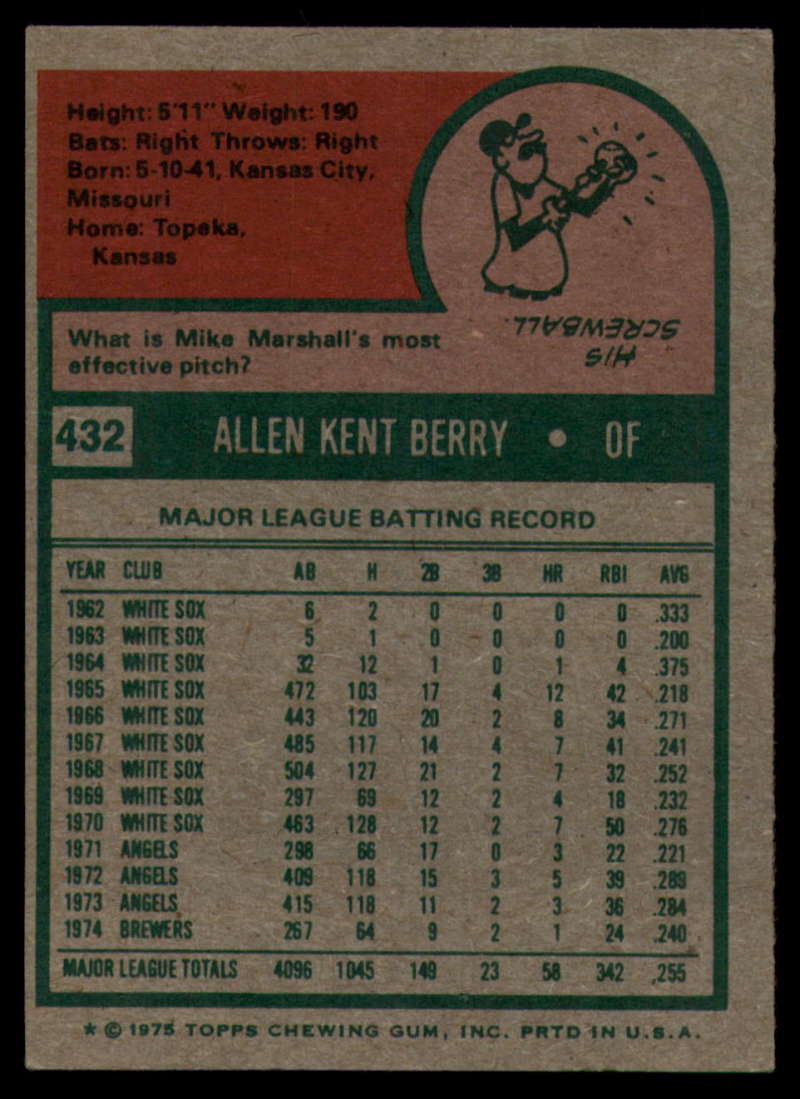 Height: 5'11" Weight: 190
Bats: Right Throws: Right
Born: 5-10-41, Kansas City,
Missouri
Home: Topeka,
Kansas
What is Mike Marshall's most
effective pitch?
HIS
SCREWBALL.
432 ALLEN KENT BERRY • OF
MAJOR LEAGUE BATTING RECORD
YEAR CLUB AB H 2B 3B HR RBI AVG
1962 WHITE SOX 6 2 0 0 0 0 .333
1963 WHITE SOX 5 1 0 0 0 0 .200
1964 WHITE SOX 32 12 1 0 1 4 .375
1965 WHITE SOX 472 103 17 4 12 42 .218
1966 WHITE SOX 443 120 20 2 8 34 .271
1967 WHITE SOX 485 117 14 4 7 41 .241
1968 WHITE SOX 504 127 21 2 7 32 .252
1969 WHITE SOX 297 69 12 2 4 18 .232
1970 WHITE SOX 463 128 12 2 7 50 .276
1971 ANGELS 298 66 17 0 3 22 .221
1972 ANGELS 409 118 15 3 5 39 .289
1973 ANGELS 415 118 11 2 3 36 .284
1974 BREWERS 267 64 9 2 1 24 .240
MAJOR LEAGUE TOTALS 4096 1045 149 23 58 342 .255
* © 1975 TOPPS CHEWING GUM, INC. PRTD IN U.S.A.